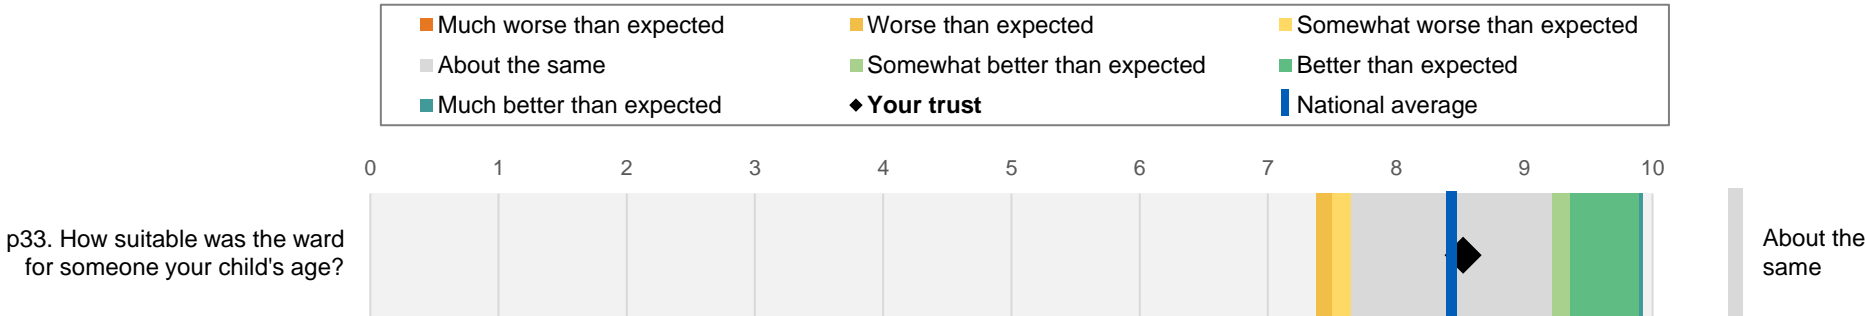 Much worse than expected
Worse than expected
Somewhat worse than expected
About the same
Somewhat better than expected
Better than expected
Much better than expected
Your trust
National average
0 1 2 3 4 5 6 7 8 9 10
p33. How suitable was the ward
for someone your child's age?
About the
same